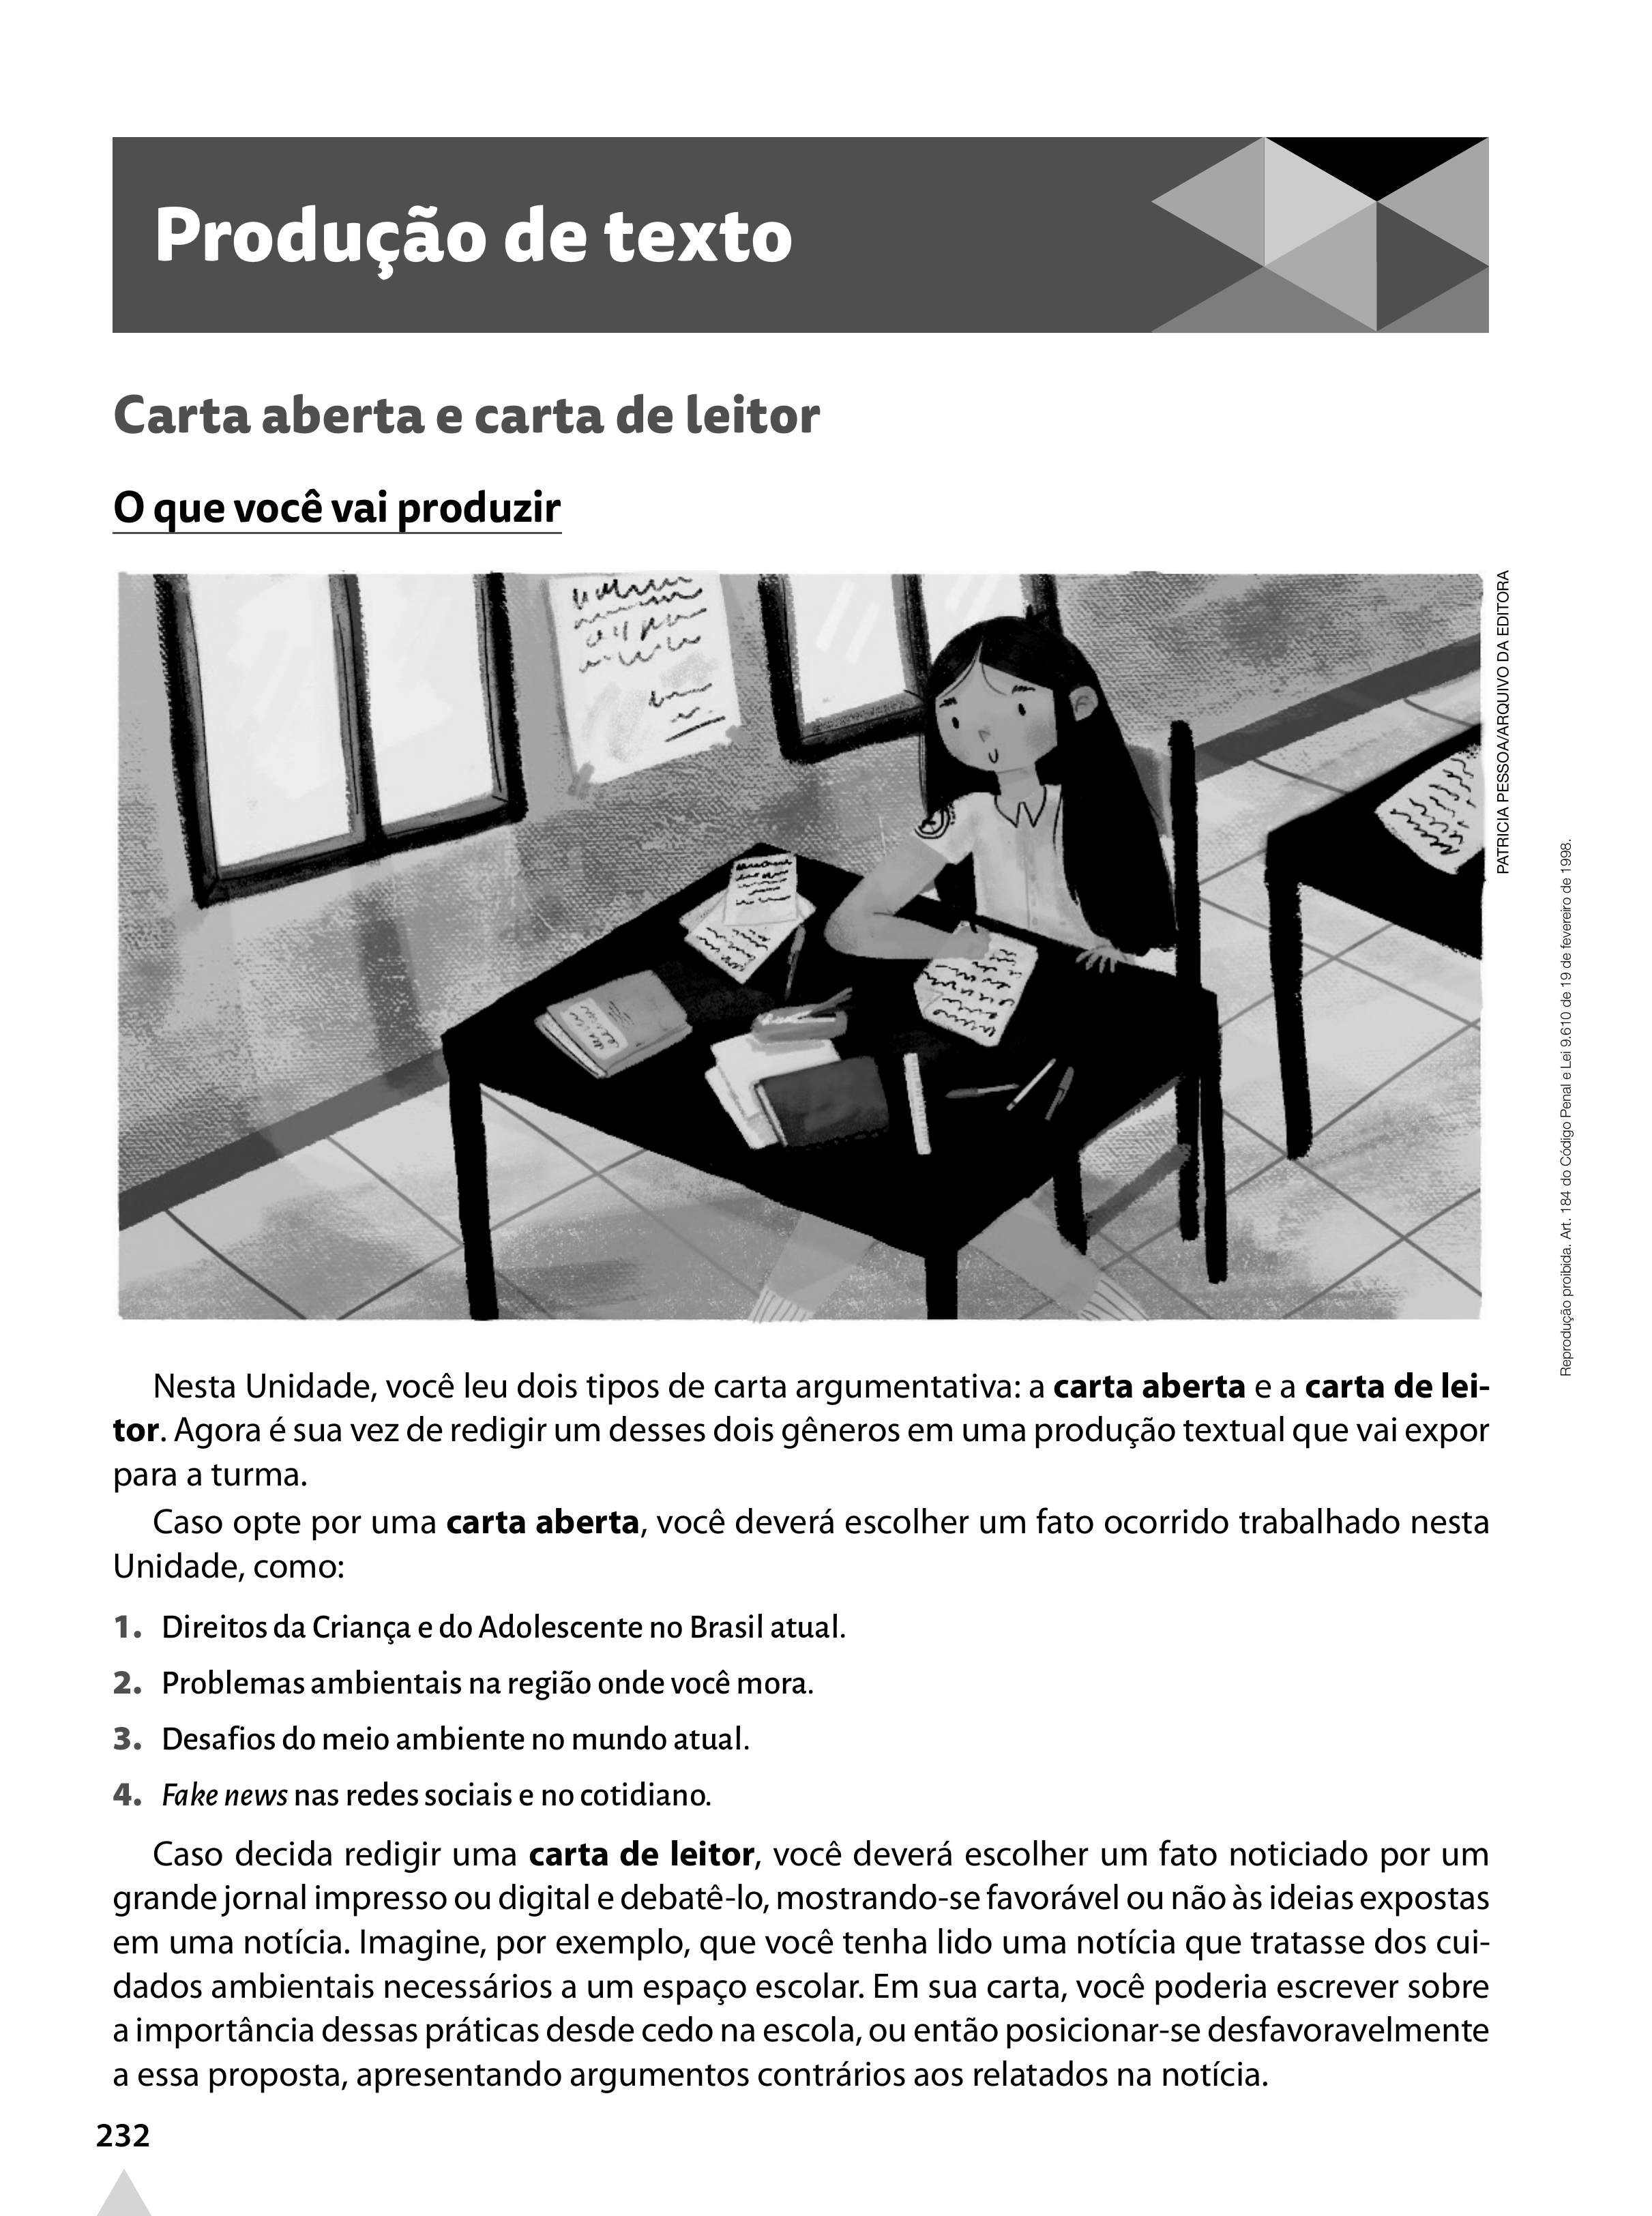 Produção de texto
Carta aberta e carta de leitor
O que você vai produzir
PATRICIA PESSOA/ARQUIVO DA EDITORA
Reprodução proibida. Art. 184 do Código Penal e Lei 9.610 de 19 de fevereiro de 1998.
Nesta Unidade, você leu dois tipos de carta argumentativa: a carta aberta e a carta de lei-
tor. Agora é sua vez de redigir um desses dois gêneros em uma produção textual que vai expor
para a turma.
Caso opte por uma carta aberta, você deverá escolher um fato ocorrido trabalhado nesta
Unidade, como:
1. Direitos da Criança e do Adolescente no Brasil atual.
2. Problemas ambientais na região onde você mora.
3. Desafios do meio ambiente no mundo atual.
4. Fake news nas redes sociais e no cotidiano.
Caso decida redigir uma carta de leitor, você deverá escolher um fato noticiado por um
grande jornal impresso ou digital e debatê-lo, mostrando-se favorável ou não às ideias expostas
em uma notícia. Imagine, por exemplo, que você tenha lido uma notícia que tratasse dos cui-
dados ambientais necessários a um espaço escolar. Em sua carta, você poderia escrever sobre
a importância dessas práticas desde cedo na escola, ou então posicionar-se desfavoravelmente
a essa proposta, apresentando argumentos contrários aos relatados na notícia.
232